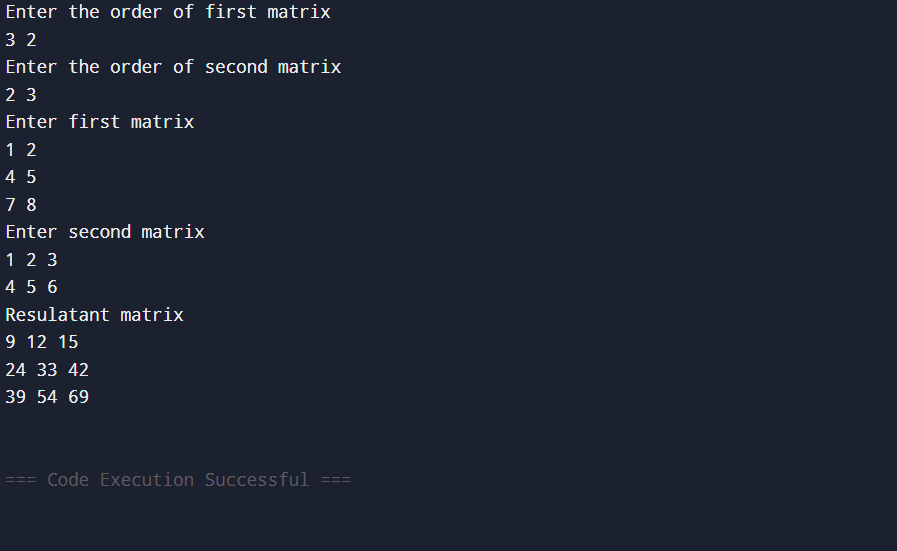 Enter the order of first matrix
3 2
Enter the order of second matrix
2 3
Enter first matrix
1 2
4 5
7 8
Enter second matrix
1 2 3
4 5 6
Resulatant matrix
9 12 15
24 33 42
39 54 69
=== Code Execution Successful ===